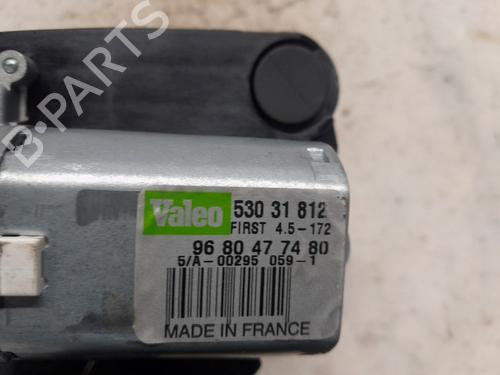 B-PARTS
Valeo 530 31 812
FIRST 4.5-172
96 80 47 74 80
5/A-00295 059-1
MADE IN FRANCE